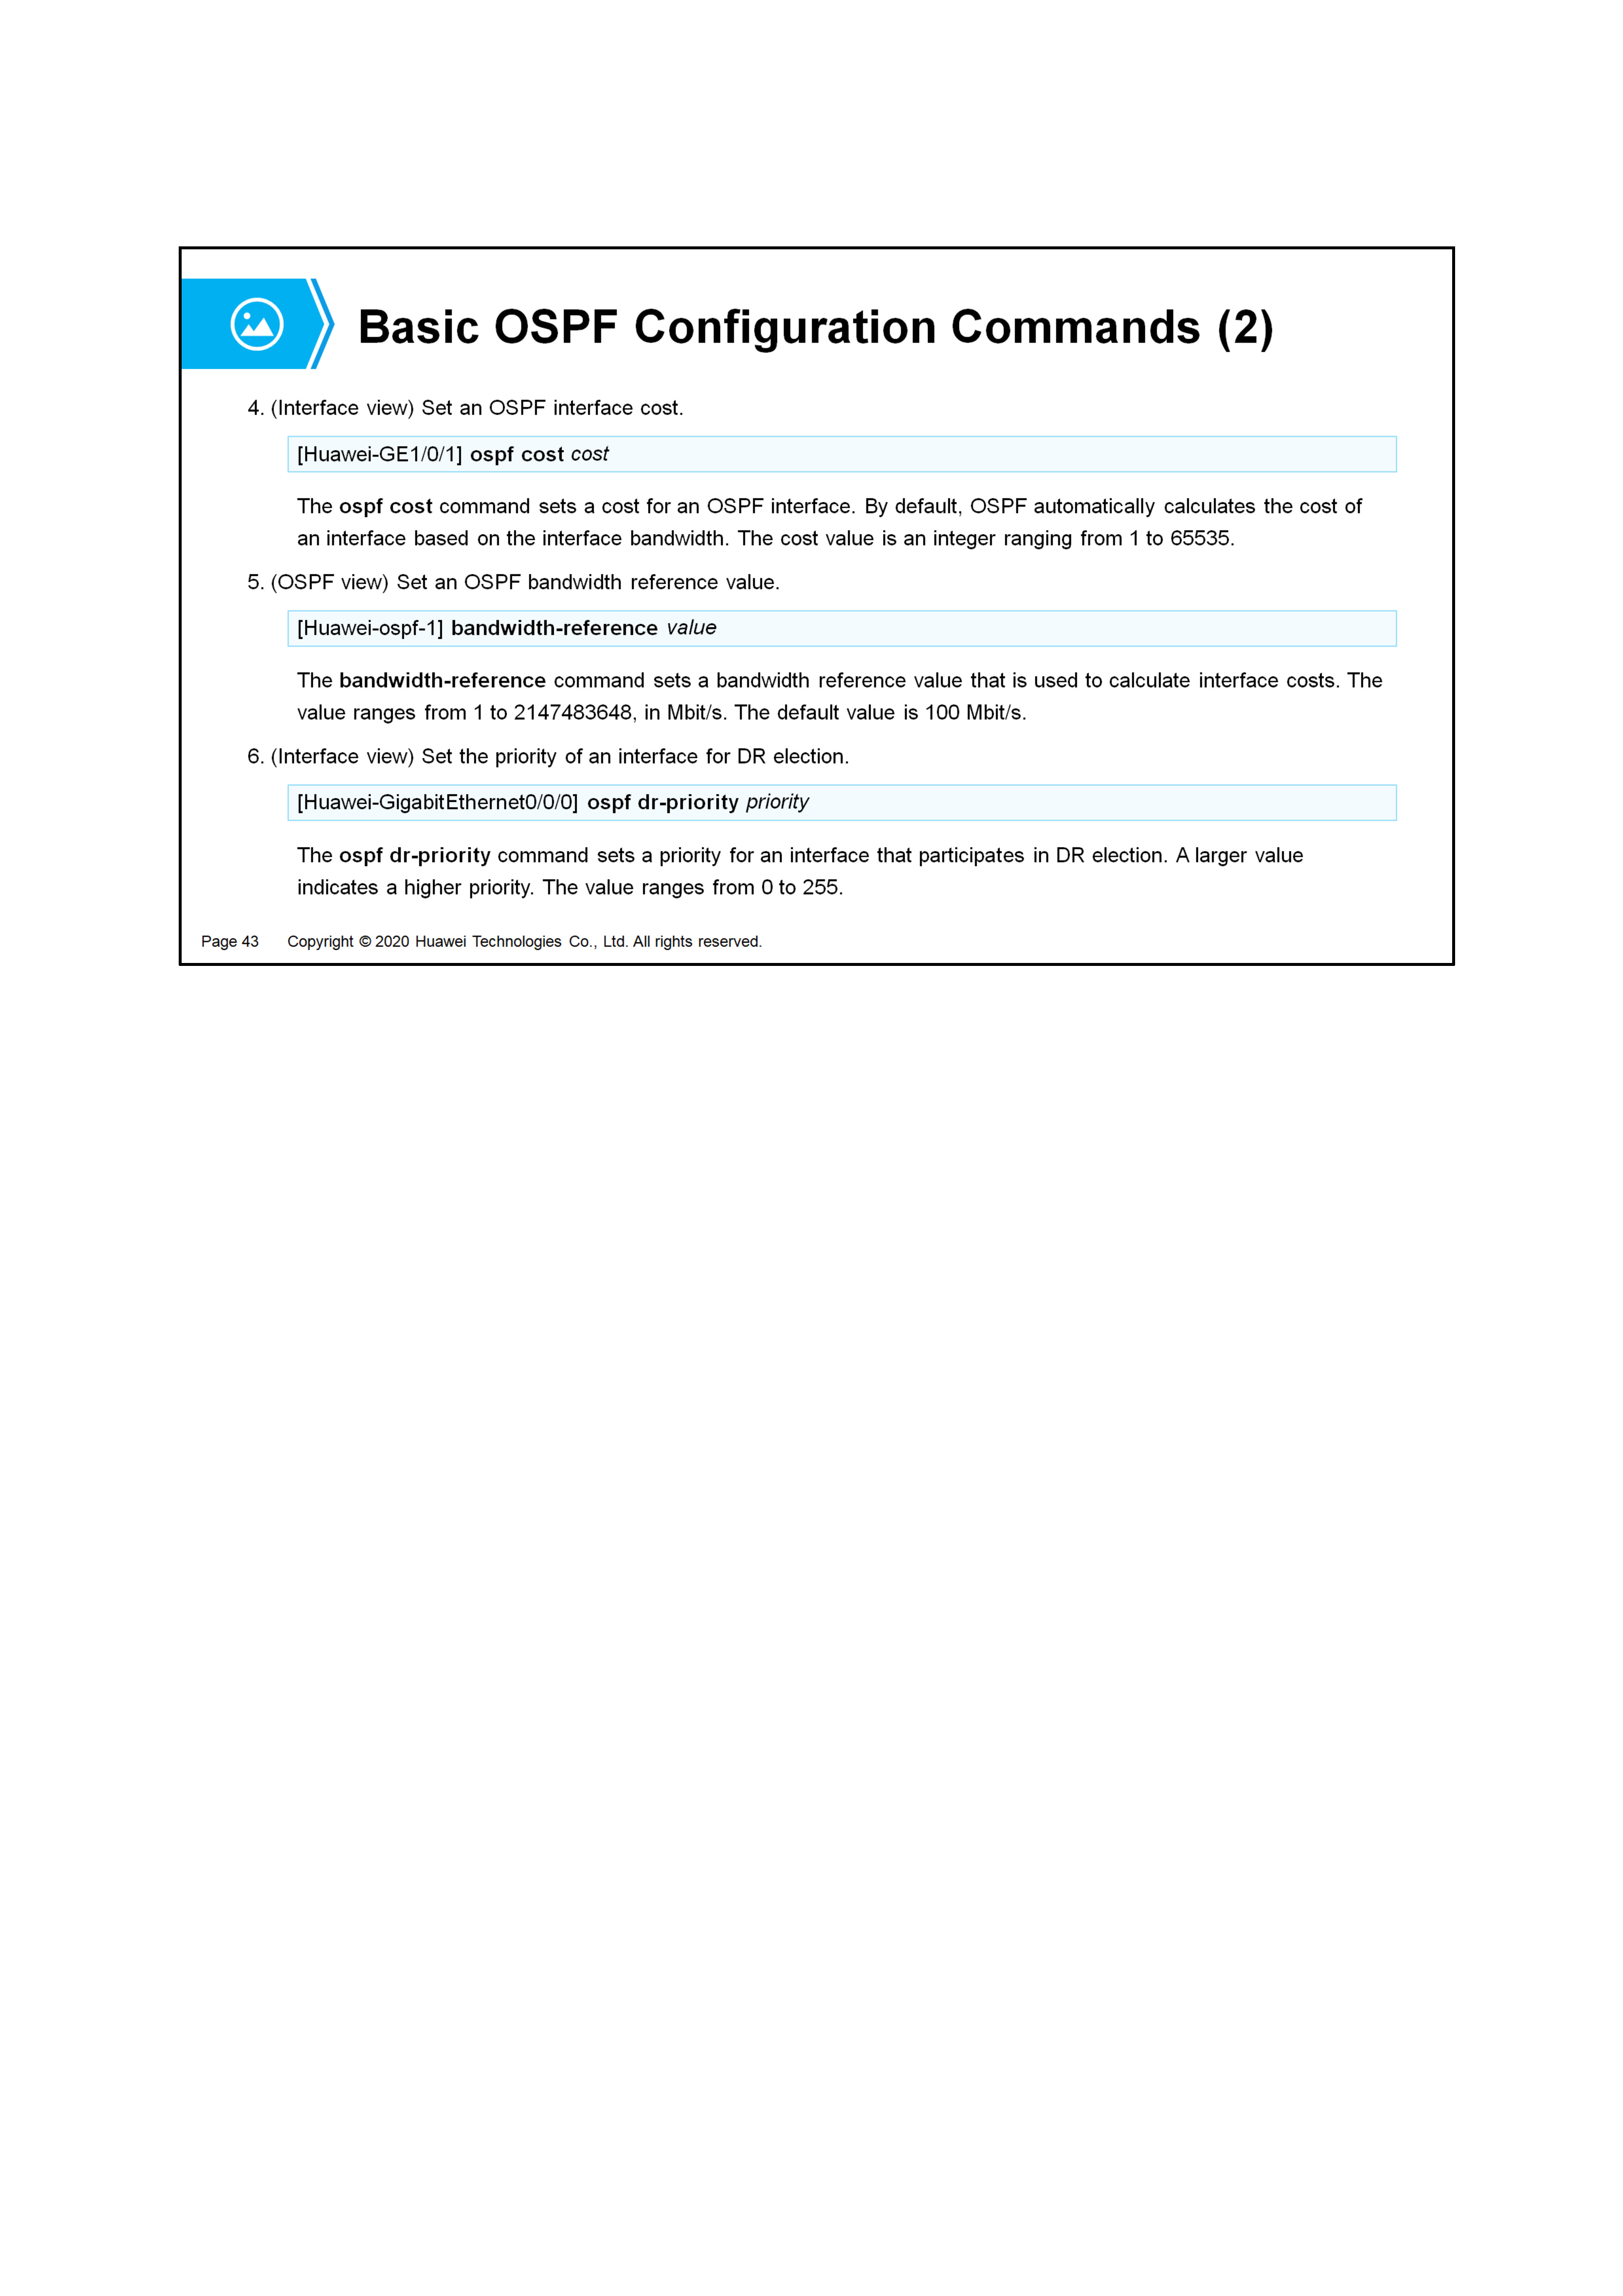 Basic OSPF Configuration Commands (2)
4. (Interface view) Set an OSPF interface cost.
[Huawei-GE1/0/1] ospf cost cost
The ospf cost command sets a cost for an OSPF interface. By default, OSPF automatically calculates the cost of
an interface based on the interface bandwidth. The cost value is an integer ranging from 1 to 65535.
5. (OSPF view) Set an OSPF bandwidth reference value.
[Huawei-ospf-1] bandwidth-reference value
The bandwidth-reference command sets a bandwidth reference value that is used to calculate interface costs. The
value ranges from 1 to 2147483648, in Mbit/s. The default value is 100 Mbit/s.
6. (Interface view) Set the priority of an interface for DR election.
[Huawei-GigabitEthernet0/0/0] ospf dr-priority priority
The ospf dr-priority command sets a priority for an interface that participates in DR election. A larger value
indicates a higher priority. The value ranges from 0 to 255.
Page 43 Copyright © 2020 Huawei Technologies Co., Ltd. All rights reserved.